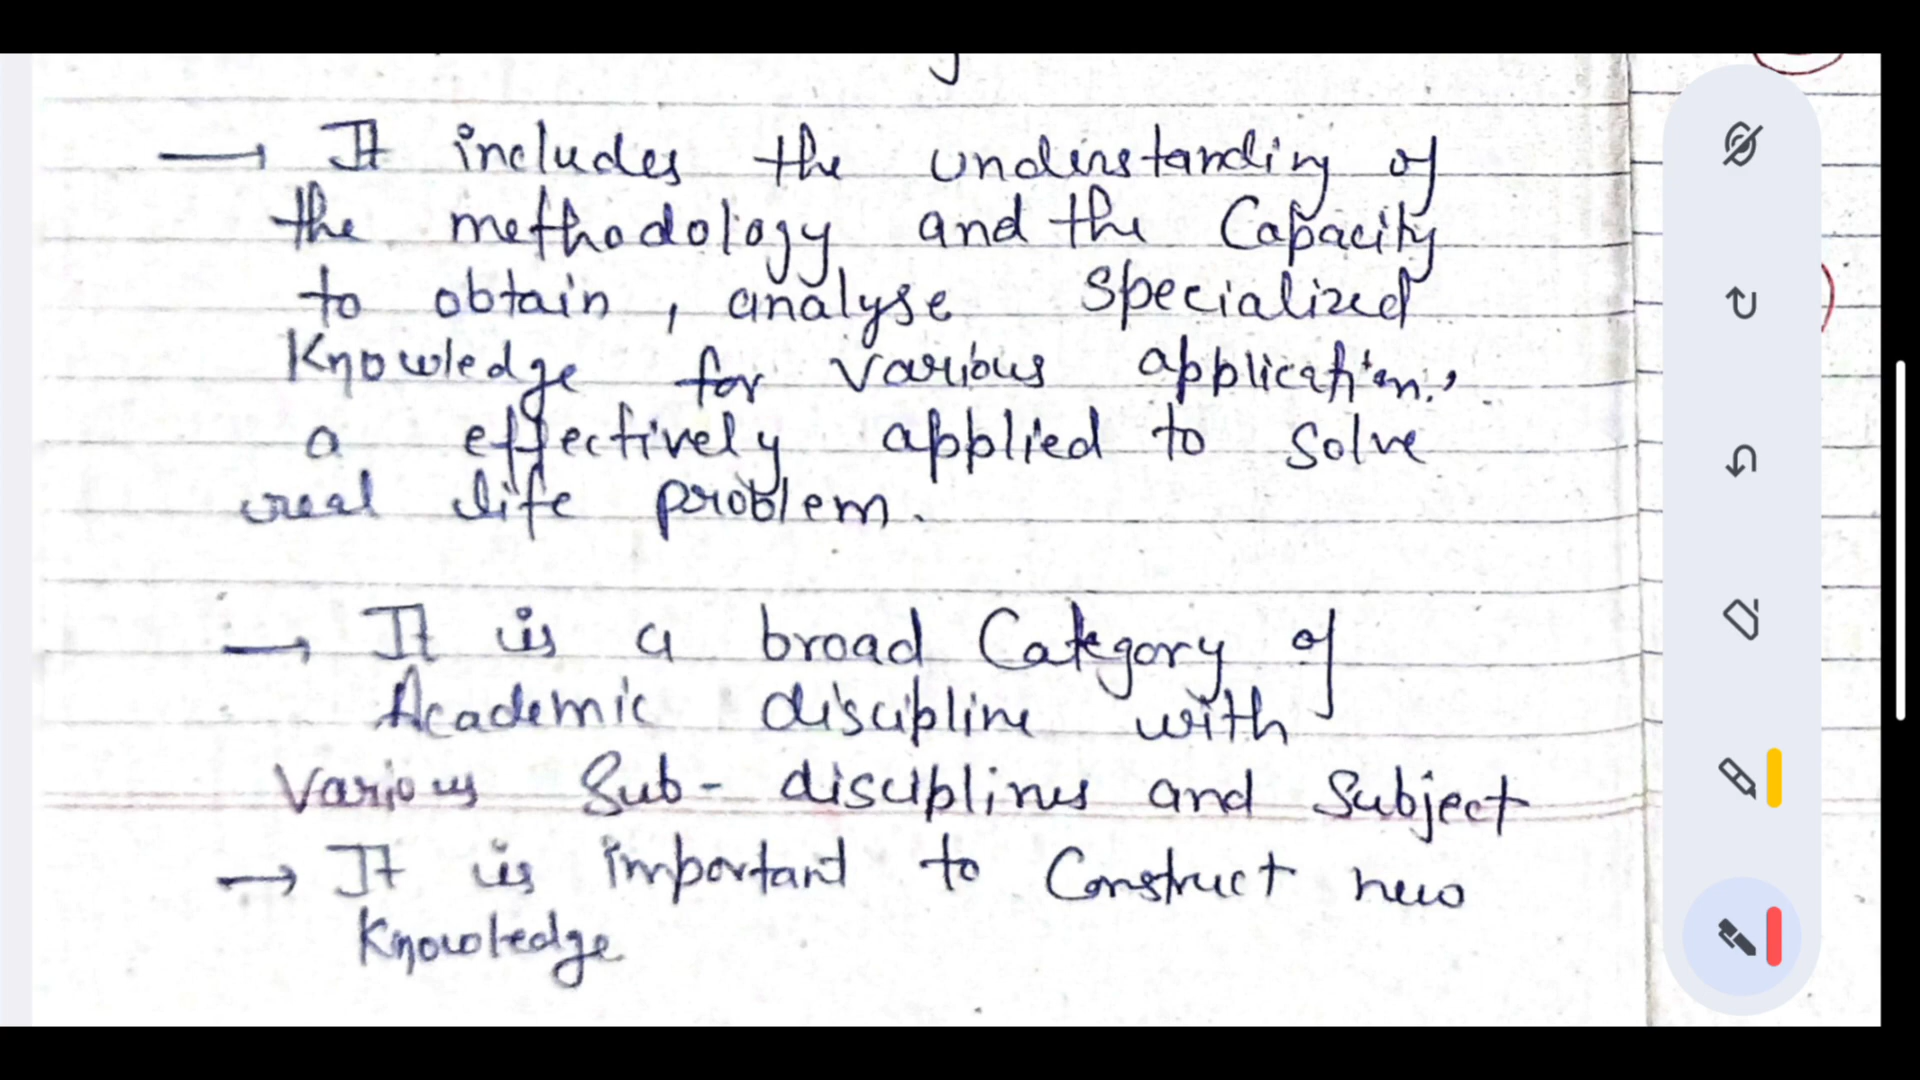 → It includes the understanding of
the methodology and the Capacity
to obtain, analyse specialized
Knowledge for various application.,
a effectively applied to solve
real life problem.
→ It is a broad Category of
Academic discipline with
Various Sub- disciplines and Subject
→ It is important to Construct new
Knowledge